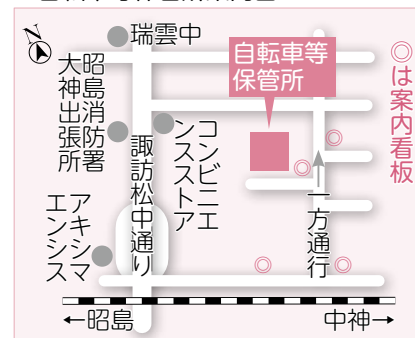 N
瑞雲中
自転車等
保管所
◎は案内看板
昭島消防署
大神出張所
コンビニエ
ンスストア
諏訪松中通り
一方通行
アキシマ
エンシス
←昭島
中神→